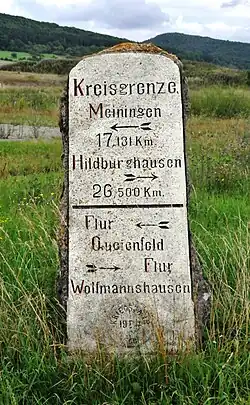 Kreisgrenze.
Meiningen
17.131 Km.
Hildburghausen
26.500 Km.
Flur
Queienfeld
Flur
Wolfmannshausen